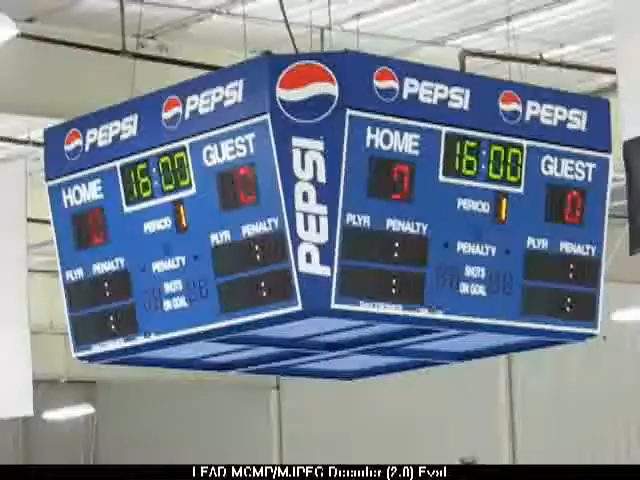 PEPSI PEPSI
HOME 16:00 GUEST
0 0
PERIOD 1
PLYR PENALTY PENALTY PLYR PENALTY
SHOTS
ON GOAL
PEPSI
PEPSI PEPSI
HOME 16:00 GUEST
0
PERIOD 1
PLYR PENALTY PENALTY PLYR PENALTY
SHOTS
ON GOAL
LEAD MCMP/MJPEG Decoder (2.0) Eval